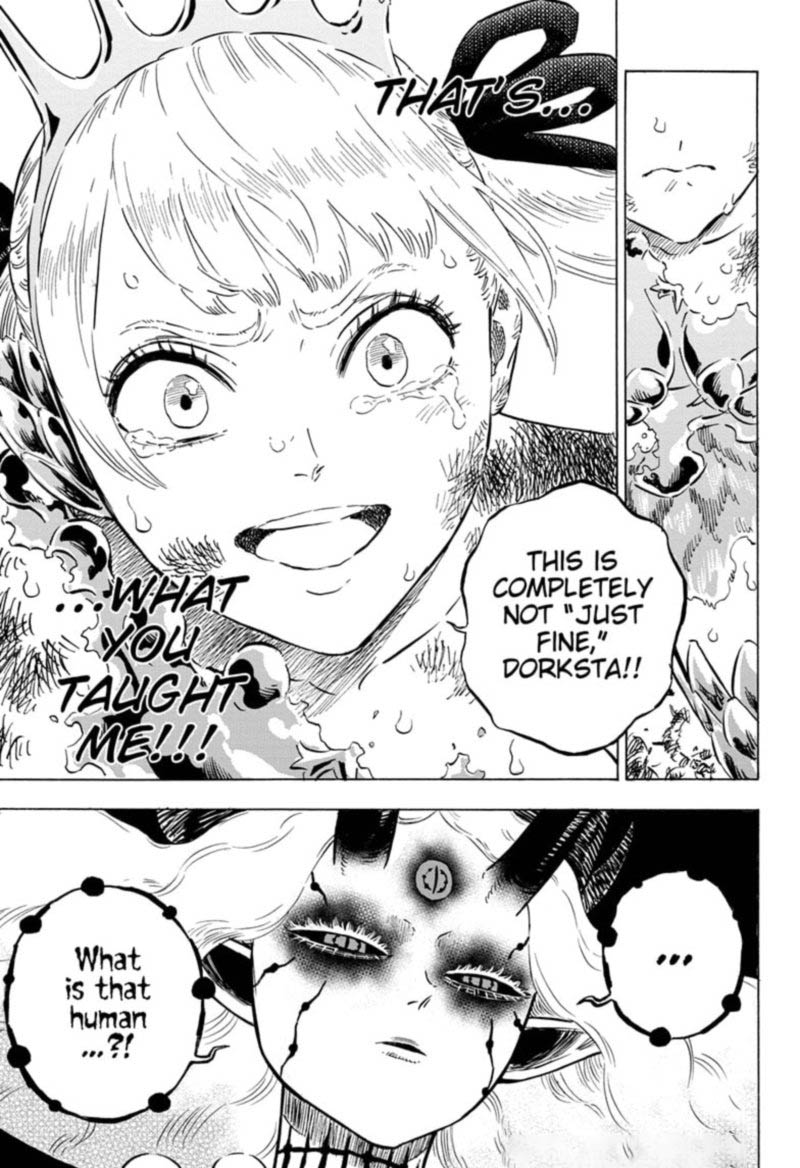 THAT'S...
...WHAT
YOU
TAUGHT
ME!!!
THIS IS
COMPLETELY
NOT "JUST
FINE,"
DORKSTA!!
...
What
is that
human
...?!